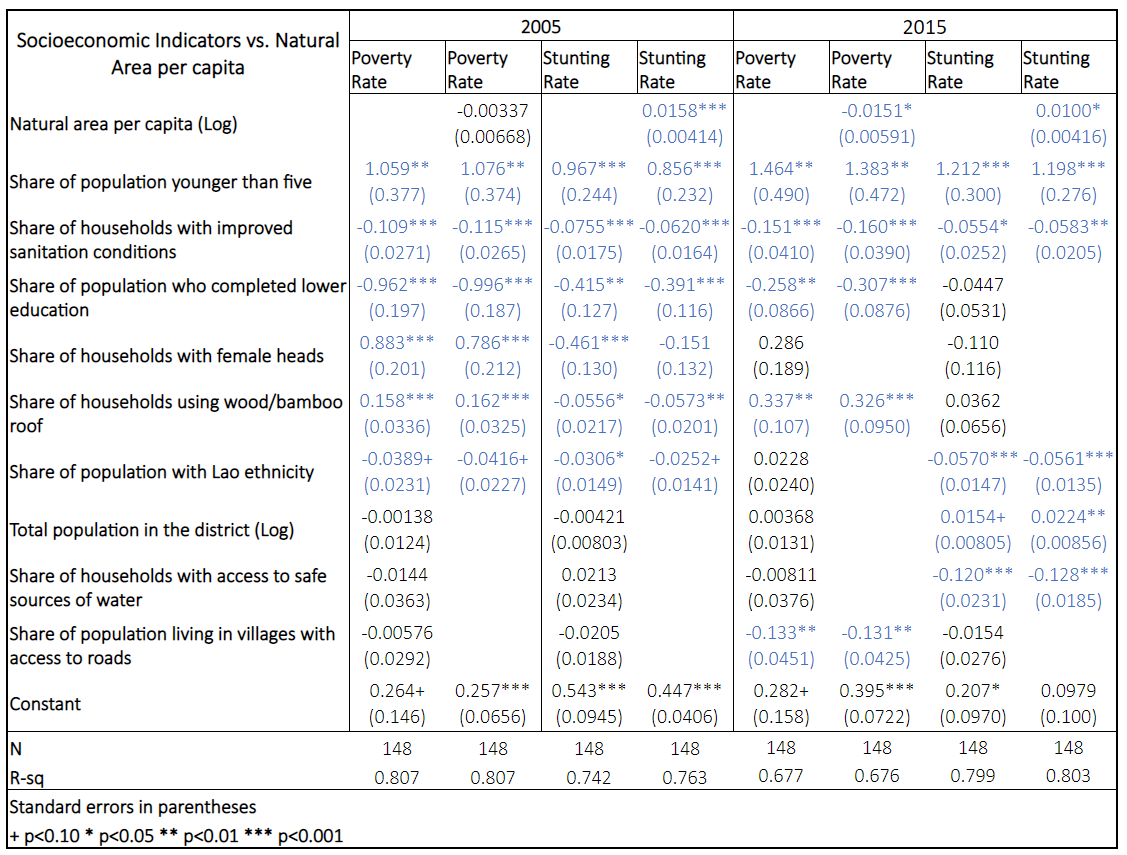 Socioeconomic Indicators vs. Natural Area per capita 2005 2015
Poverty Rate Poverty Rate Stunting Rate Stunting Rate Poverty Rate Poverty Rate Stunting Rate Stunting Rate
Natural area per capita (Log) -0.00337 0.0158*** -0.0151* 0.0100*
(0.00668) (0.00414) (0.00591) (0.00416)
Share of population younger than five 1.059** 1.076** 0.967*** 0.856*** 1.464** 1.383** 1.212*** 1.198***
(0.377) (0.374) (0.244) (0.232) (0.490) (0.472) (0.300) (0.276)
Share of households with improved sanitation conditions -0.109*** -0.115*** -0.0755*** -0.0620*** -0.151*** -0.160*** -0.0554* -0.0583**
(0.0271) (0.0265) (0.0175) (0.0164) (0.0410) (0.0390) (0.0252) (0.0205)
Share of population who completed lower education -0.962*** -0.996*** -0.415** -0.391*** -0.258** -0.307*** -0.0447
(0.197) (0.187) (0.127) (0.116) (0.0866) (0.0876) (0.0531)
Share of households with female heads 0.883*** 0.786*** -0.461*** -0.151 0.286 -0.110
(0.201) (0.212) (0.130) (0.132) (0.189) (0.116)
Share of households using wood/bamboo roof 0.158*** 0.162*** -0.0556* -0.0573** 0.337** 0.326*** 0.0362
(0.0336) (0.0325) (0.0217) (0.0201) (0.107) (0.0950) (0.0656)
Share of population with Lao ethnicity -0.0389+ -0.0416+ -0.0306* -0.0252+ 0.0228 -0.0570*** -0.0561***
(0.0231) (0.0227) (0.0149) (0.0141) (0.0240) (0.0147) (0.0135)
Total population in the district (Log) -0.00138 -0.00421 0.00368 0.0154+ 0.0224**
(0.0124) (0.00803) (0.0131) (0.00805) (0.00856)
Share of households with access to safe sources of water -0.0144 0.0213 -0.00811 -0.120*** -0.128***
(0.0363) (0.0234) (0.0376) (0.0231) (0.0185)
Share of population living in villages with access to roads -0.00576 -0.0205 -0.133** -0.131** -0.0154
(0.0292) (0.0188) (0.0451) (0.0425) (0.0276)
Constant 0.264+ 0.257*** 0.543*** 0.447*** 0.282+ 0.395*** 0.207* 0.0979
(0.146) (0.0656) (0.0945) (0.0406) (0.158) (0.0722) (0.0970) (0.100)
N 148 148 148 148 148 148 148 148
R-sq 0.807 0.807 0.742 0.763 0.677 0.676 0.799 0.803
Standard errors in parentheses
+ p<0.10 * p<0.05 ** p<0.01 *** p<0.001